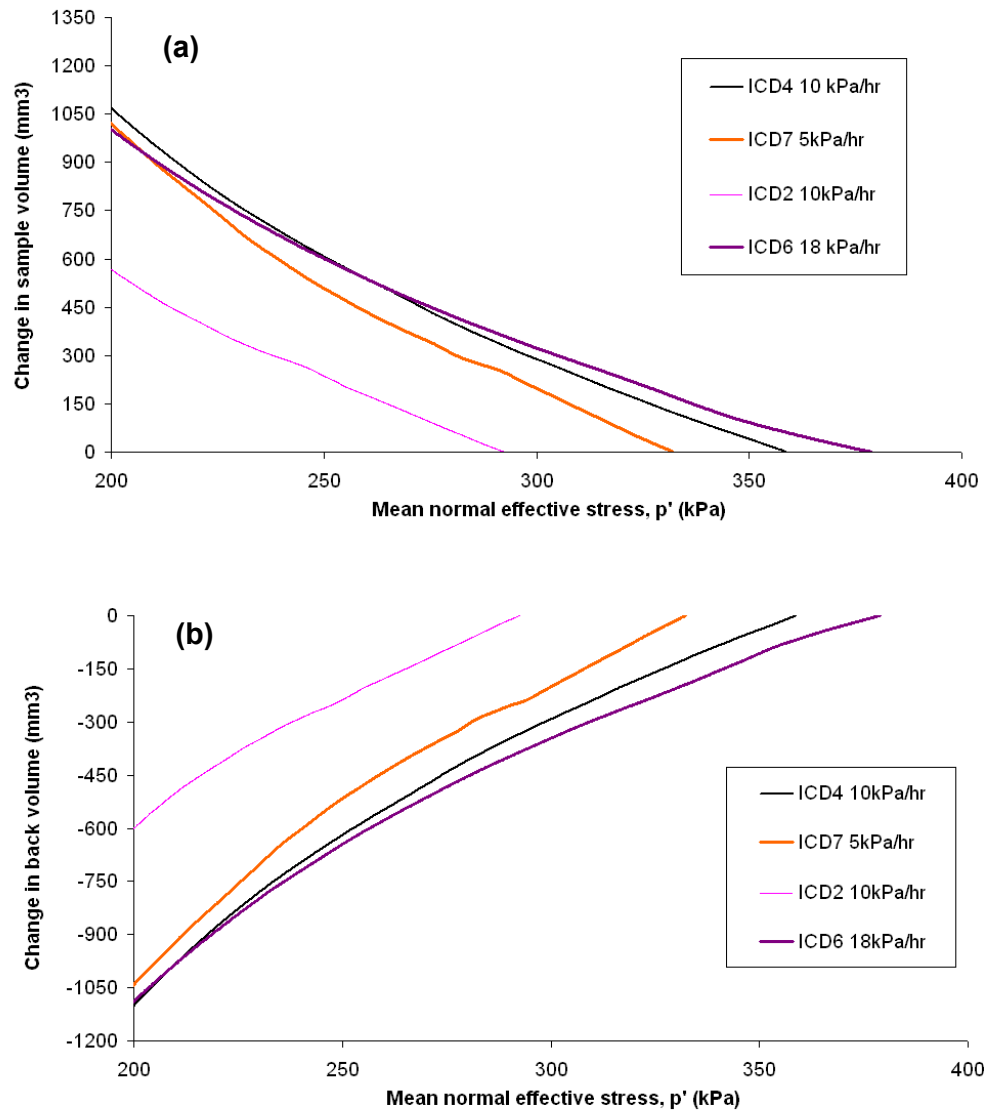 (a)
1350
1200
1050
900
750
600
450
300
150
0
Change in sample volume (mm3)
200 250 300 350 400
Mean normal effective stress, p' (kPa)
ICD4 10 kPa/hr
ICD7 5kPa/hr
ICD2 10kPa/hr
ICD6 18 kPa/hr
(b)
0
-150
-300
-450
-600
-750
-900
-1050
-1200
Change in back volume (mm3)
200 250 300 350 400
Mean normal effective stress, p' (kPa)
ICD4 10kPa/hr
ICD7 5kPa/hr
ICD2 10kPa/hr
ICD6 18kPa/hr